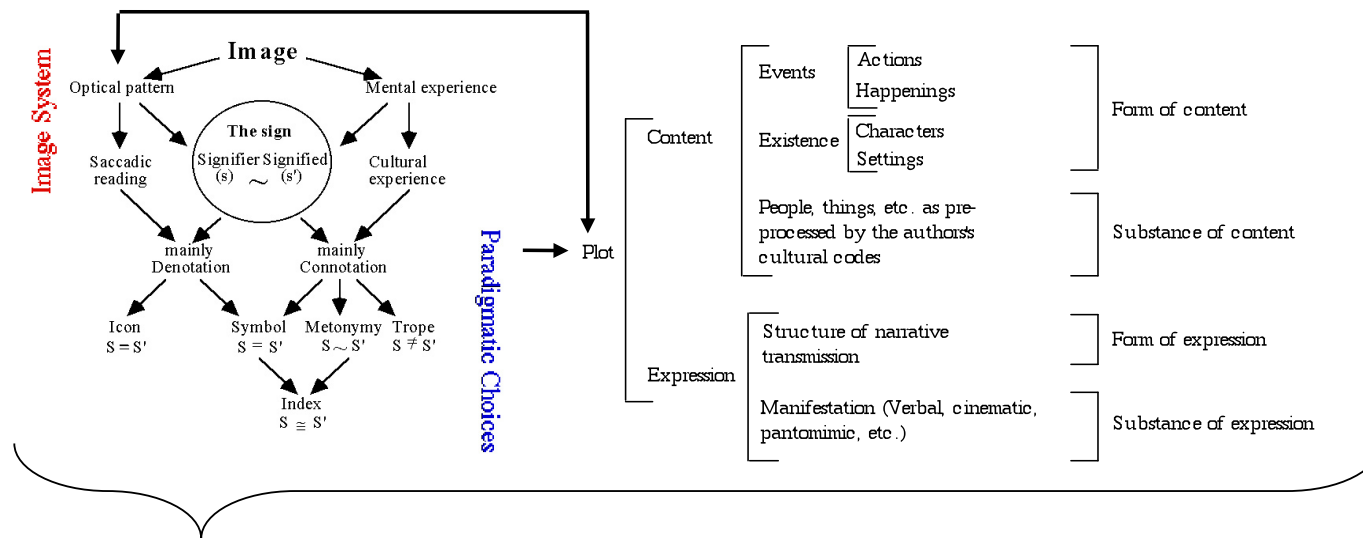 Image System
Image
Optical pattern
Mental experience
The sign
Signifier Signified
(s) ~ (s')
Saccadic
reading
Cultural
experience
mainly
Denotation
mainly
Connotation
Icon
S = S'
Symbol
S = S'
Metonymy
S ~ S'
Trope
S ≠ S'
Index
S ≅ S'
Paradigmatic Choices
Plot
Content
Events
Actions
Happenings
Existence
Characters
Settings
People, things, etc. as pre-
processed by the authors's
cultural codes
Form of content
Substance of content
Expression
Structure of narrative
transmission
Manifestation (Verbal, cinematic,
pantomimic, etc.)
Form of expression
Substance of expression